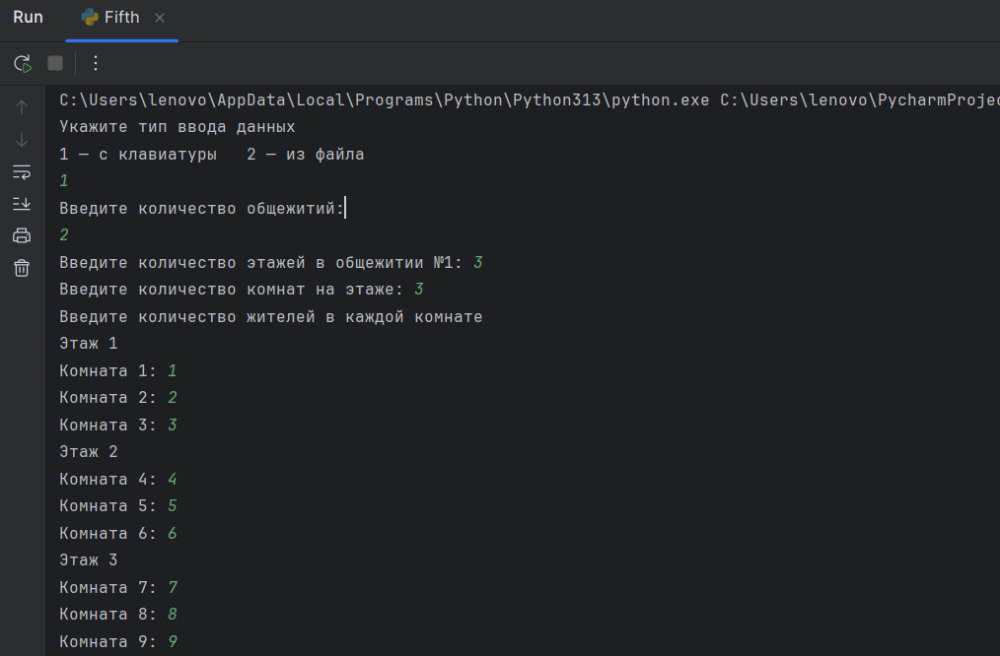 Run Fifth
C:\Users\lenovo\AppData\Local\Programs\Python\Python313\python.exe C:\Users\lenovo\PycharmProjec
Укажите тип ввода данных
1 — с клавиатуры   2 — из файла
1
Введите количество общежитий:
2
Введите количество этажей в общежитии №1: 3
Введите количество комнат на этаже: 3
Введите количество жителей в каждой комнате
Этаж 1
Комната 1: 1
Комната 2: 2
Комната 3: 3
Этаж 2
Комната 4: 4
Комната 5: 5
Комната 6: 6
Этаж 3
Комната 7: 7
Комната 8: 8
Комната 9: 9